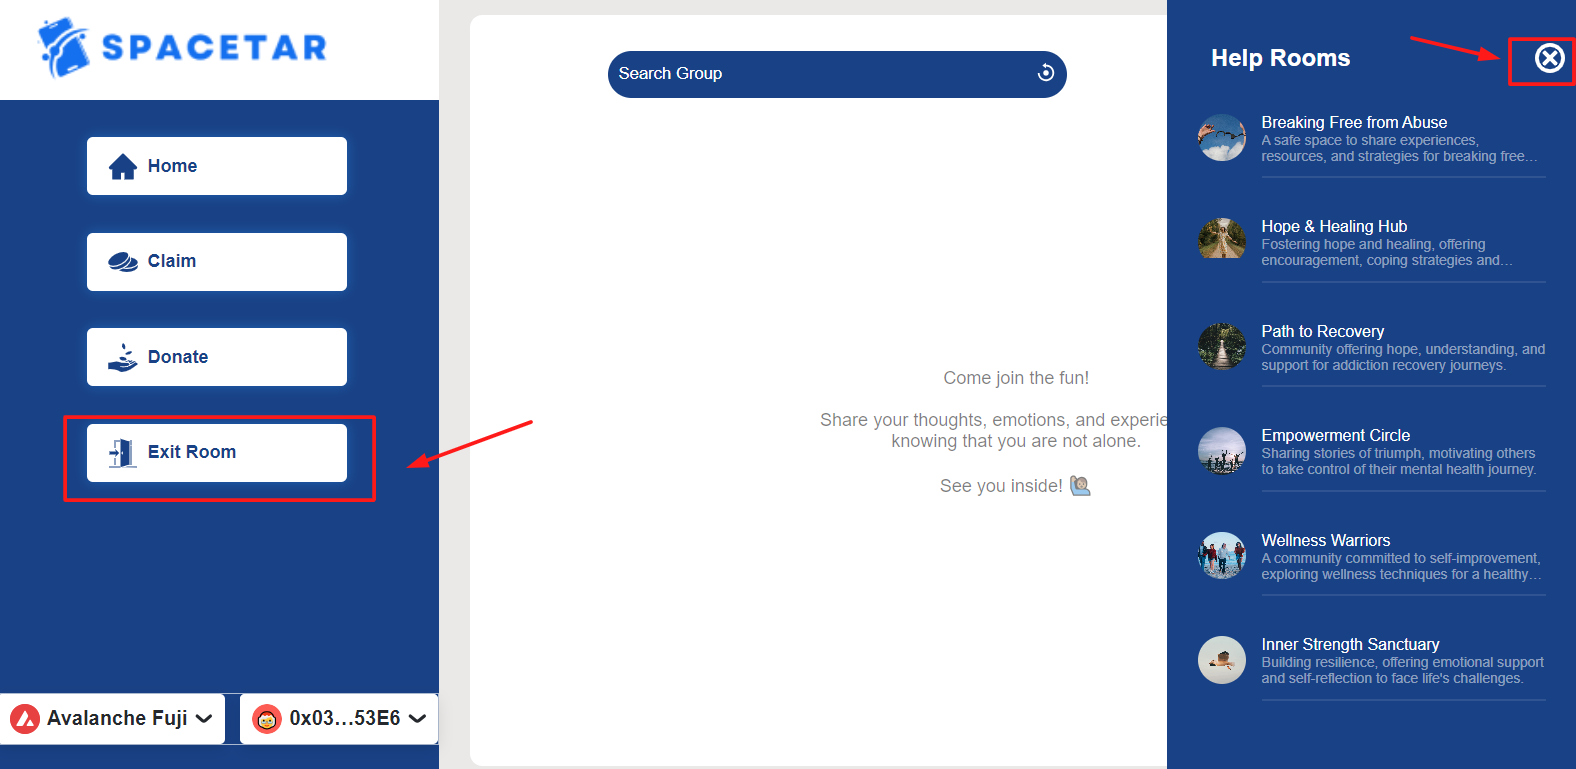 SPACETAR
Home
Claim
Donate
Exit Room
Avalanche Fuji
0x03...53E6
Search Group
Come join the fun!
Share your thoughts, emotions, and experie
knowing that you are not alone.
See you inside! 🙋🏽
Help Rooms
Breaking Free from Abuse
A safe space to share experiences,
resources, and strategies for breaking free...
Hope & Healing Hub
Fostering hope and healing, offering
encouragement, coping strategies and...
Path to Recovery
Community offering hope, understanding, and
support for addiction recovery journeys.
Empowerment Circle
Sharing stories of triumph, motivating others
to take control of their mental health journey.
Wellness Warriors
A community committed to self-improvement,
exploring wellness techniques for a healthy...
Inner Strength Sanctuary
Building resilience, offering emotional support
and self-reflection to face life's challenges.